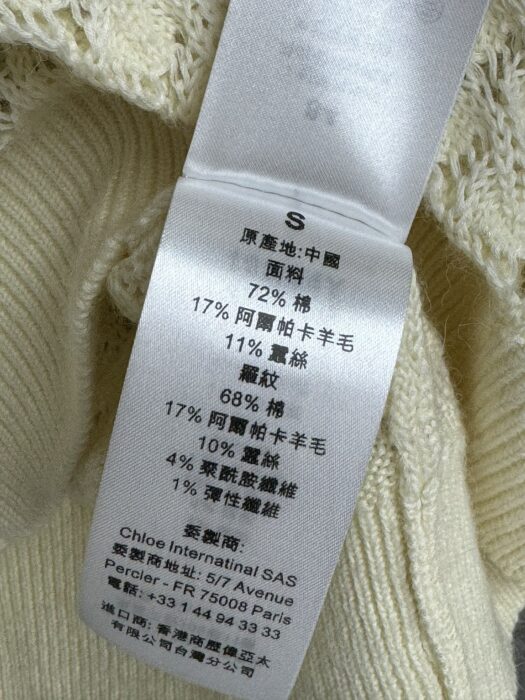 S
原產地:中國
面料
72% 棉
17% 阿爾帕卡羊毛
11% 蠶絲
羅紋
68% 棉
17% 阿爾帕卡羊毛
10% 蠶絲
4% 聚酰胺纖維
1% 彈性纖維
委製商:
Chloe Internatinal SAS
委製商地址: 5/7 Avenue
Percier - FR 75008 Paris
電話: +33 1 44 94 33 33
進口商: 香港商歷偉亞太
有限公司台灣分公司